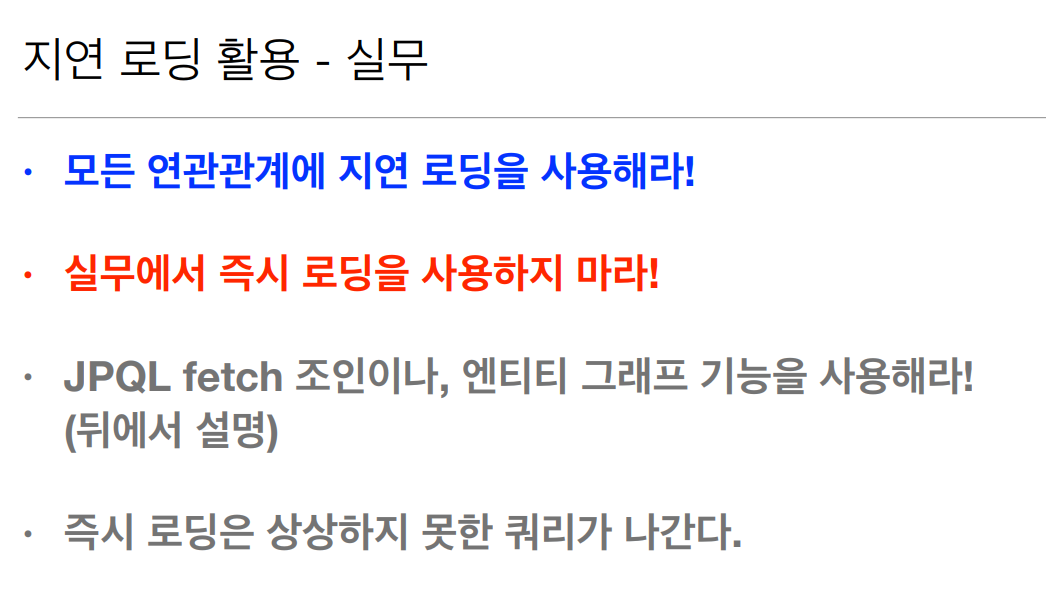 지연 로딩 활용 - 실무
• 모든 연관관계에 지연 로딩을 사용해라!
• 실무에서 즉시 로딩을 사용하지 마라!
• JPQL fetch 조인이나, 엔티티 그래프 기능을 사용해라!
(뒤에서 설명)
• 즉시 로딩은 상상하지 못한 쿼리가 나간다.